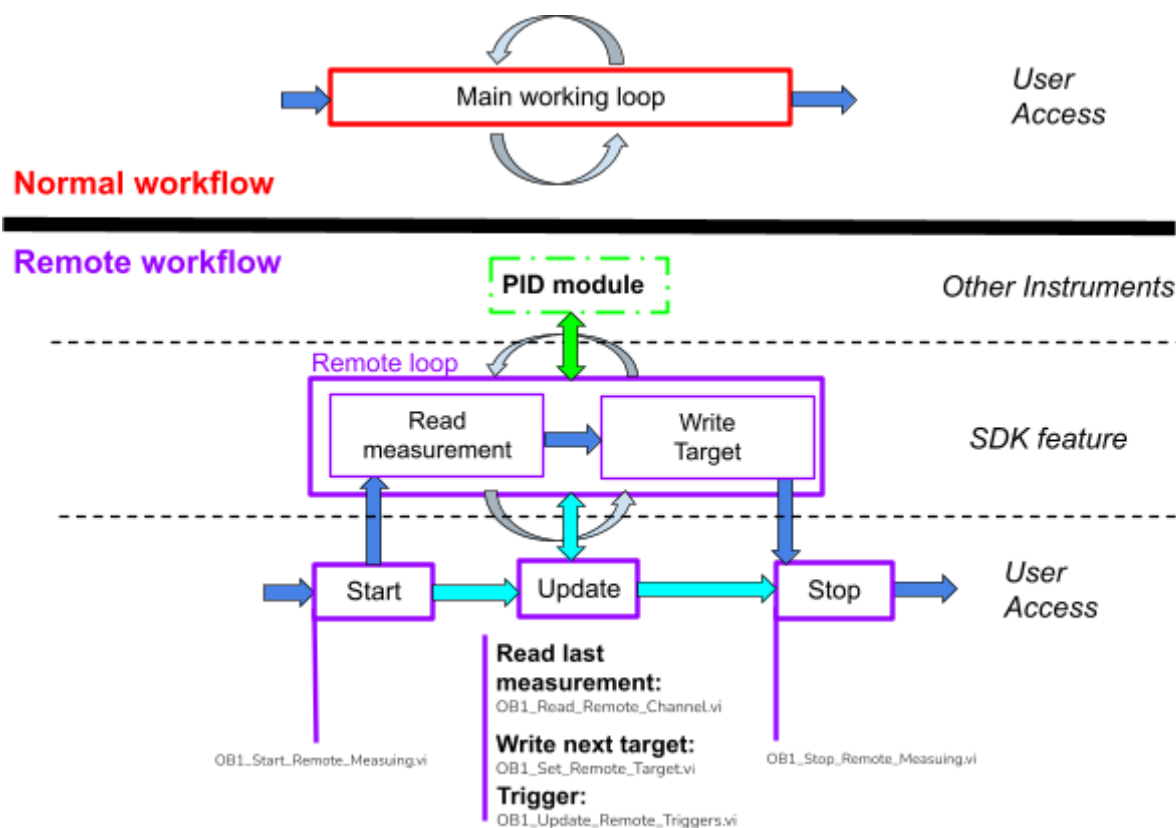 Main working loop
User
Access
Normal workflow
Remote workflow
PID module
Other Instruments
Remote loop
Read
measurement
Write
Target
SDK feature
Start
Update
Stop
User
Access
Read last
measurement:
OB1_Read_Remote_Channel.vi
OB1_Start_Remote_Measuing.vi
Write next target:
OB1_Set_Remote_Target.vi
OB1_Stop_Remote_Measuing.vi
Trigger:
OB1_Update_Remote_Triggers.vi